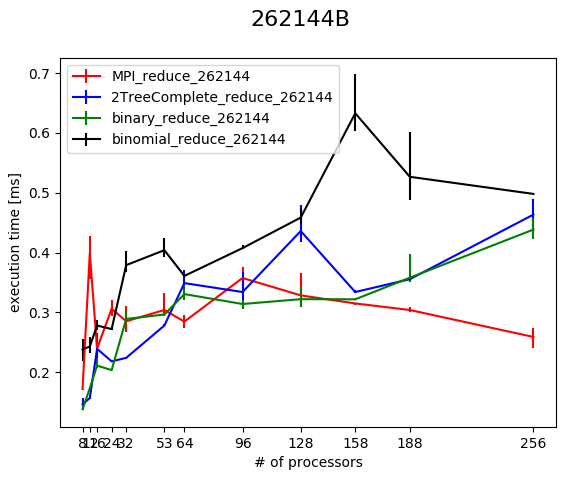 262144B
MPI_reduce_262144
2TreeComplete_reduce_262144
binary_reduce_262144
binomial_reduce_262144
execution time [ms]
0.7
0.6
0.5
0.4
0.3
0.2
8 12 16 24 32 53 64 96 128 158 188 256
# of processors